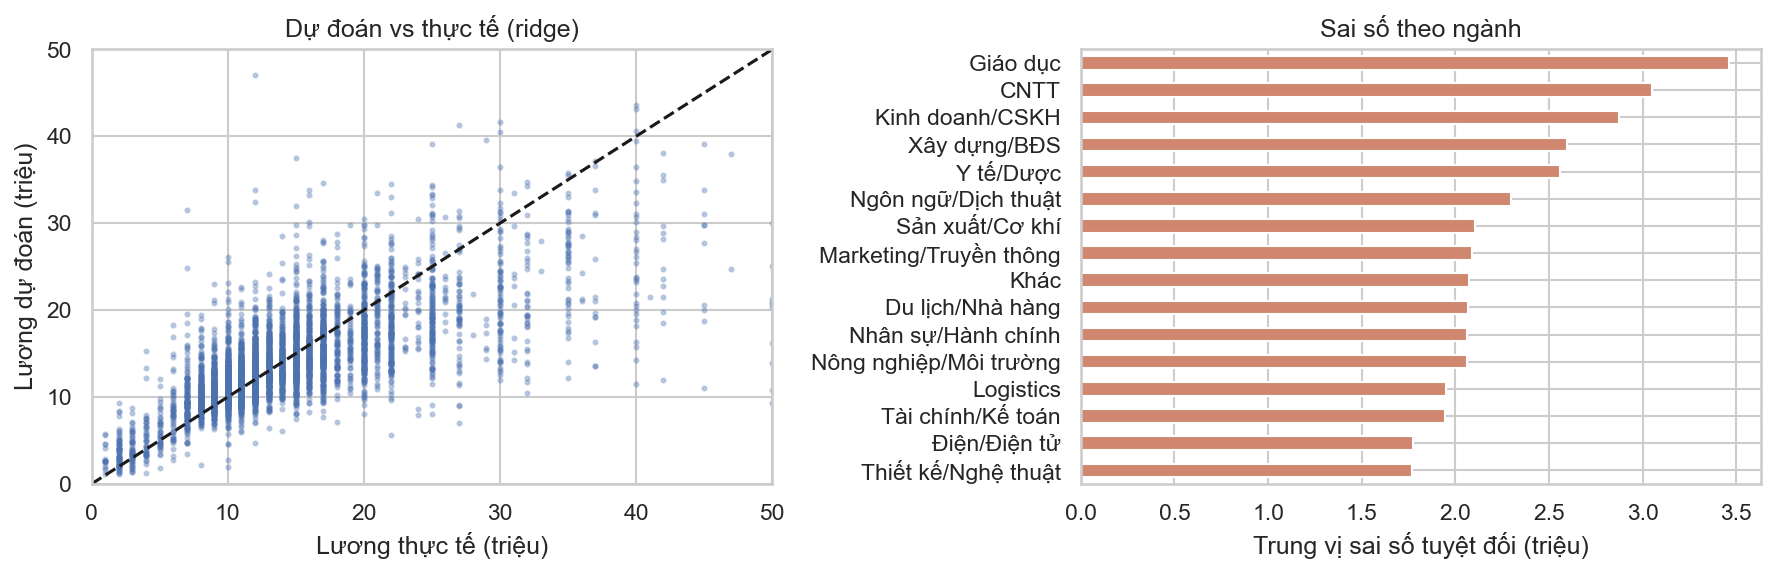 Dự đoán vs thực tế (ridge)
50
40
30
20
10
0
Lương dự đoán (triệu)
0 10 20 30 40 50
Lương thực tế (triệu)
Sai số theo ngành
Giáo dục
CNTT
Kinh doanh/CSKH
Xây dựng/BĐS
Y tế/Dược
Ngôn ngữ/Dịch thuật
Sản xuất/Cơ khí
Marketing/Truyền thông
Khác
Du lịch/Nhà hàng
Nhân sự/Hành chính
Nông nghiệp/Môi trường
Logistics
Tài chính/Kế toán
Điện/Điện tử
Thiết kế/Nghệ thuật
0.0 0.5 1.0 1.5 2.0 2.5 3.0 3.5
Trung vị sai số tuyệt đối (triệu)